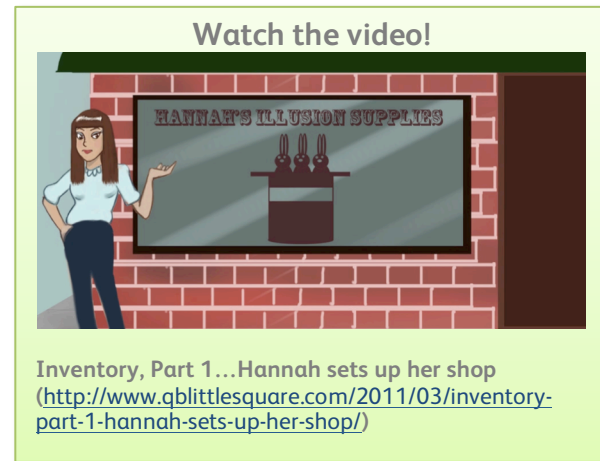 Watch the video!
HANNAH'S ILLUSION SUPPLIES
Inventory, Part 1…Hannah sets up her shop
(http://www.qblittlesquare.com/2011/03/inventory-
part-1-hannah-sets-up-her-shop/)